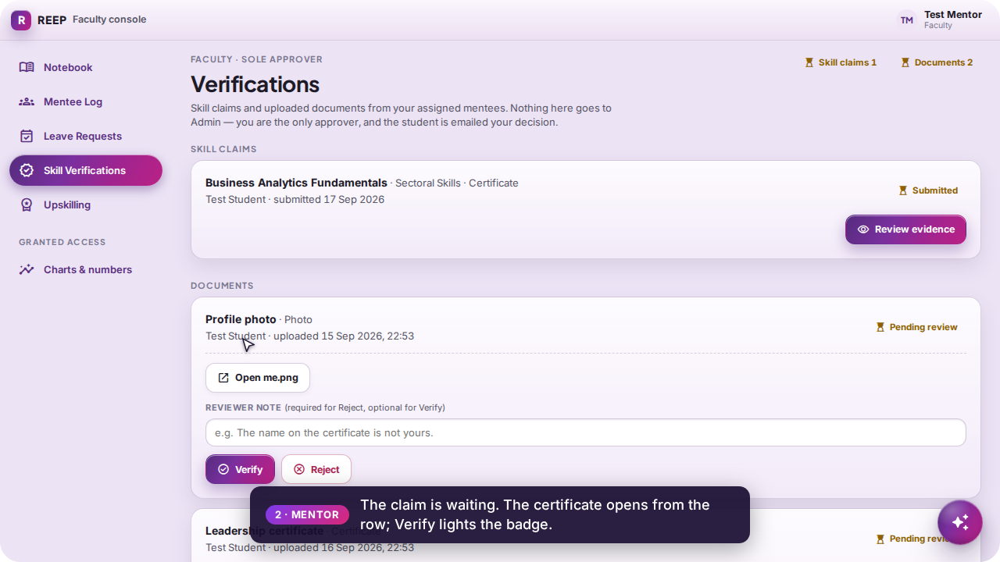 R REEP Faculty console
TM Test Mentor
Faculty
Notebook
Mentee Log
Leave Requests
Skill Verifications
Upskilling
GRANTED ACCESS
Charts & numbers
FACULTY · SOLE APPROVER
Skill claims 1
Documents 2
Verifications
Skill claims and uploaded documents from your assigned mentees. Nothing here goes to
Admin — you are the only approver, and the student is emailed your decision.
SKILL CLAIMS
Business Analytics Fundamentals · Sectoral Skills · Certificate
Test Student · submitted 17 Sep 2026
Submitted
Review evidence
DOCUMENTS
Profile photo · Photo
Test Student · uploaded 15 Sep 2026, 22:53
Pending review
Open me.png
REVIEWER NOTE (required for Reject, optional for Verify)
e.g. The name on the certificate is not yours.
Verify
Reject
2 · MENTOR
The claim is waiting. The certificate opens from the
row; Verify lights the badge.
Leadership certificate
Test Student · uploaded 16 Sep 2026, 22:53
Pending